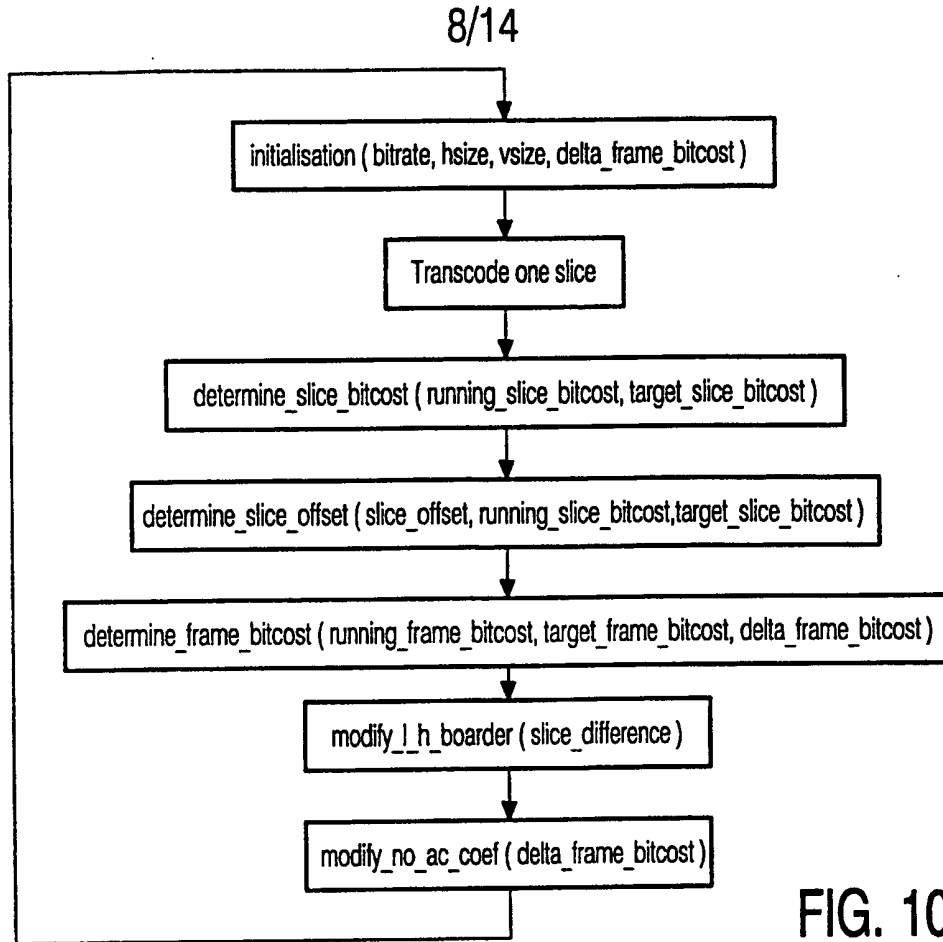 8/14
initialisation ( bitrate, hsize, vsize, delta_frame_bitcost )
Transcode one slice
determine_slice_bitcost ( running_slice_bitcost, target_slice_bitcost )
determine_slice_offset ( slice_offset, running_slice_bitcost,target_slice_bitcost )
determine_frame_bitcost ( running_frame_bitcost, target_frame_bitcost, delta_frame_bitcost )
modify_l_h_boarder ( slice_difference )
modify_no_ac_coef ( delta_frame_bitcost )
FIG. 10